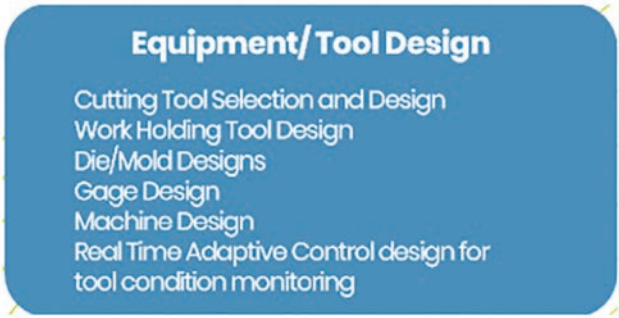 Equipment/ Tool Design
Cutting Tool Selection and Design
Work Holding Tool Design
Die/Mold Designs
Gage Design
Machine Design
Real Time Adaptive Control design for
tool condition monitoring